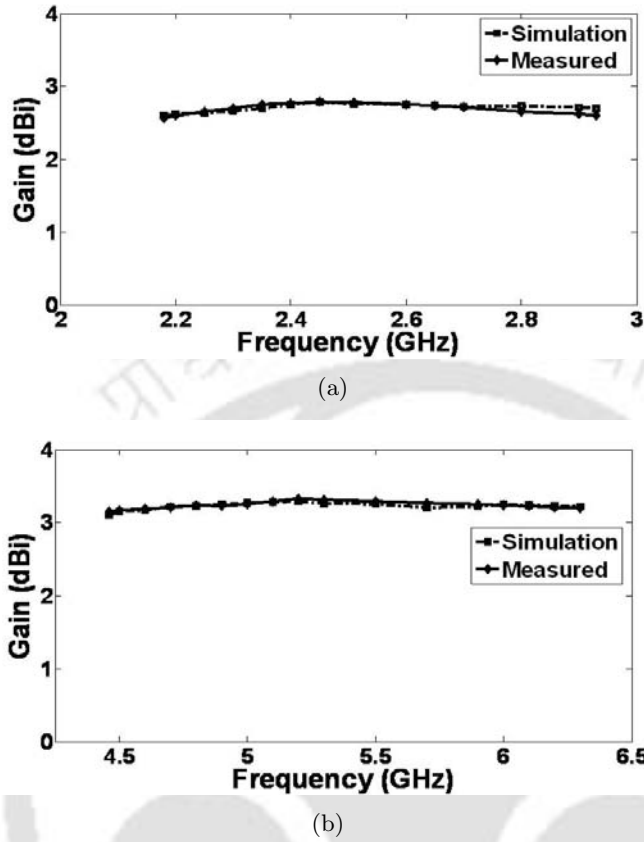 4
3
2
1
0
Gain (dBi)
Simulation
Measured
2
2.2
2.4
2.6
2.8
3
Frequency (GHz)
(a)
4
3
2
1
0
Gain (dBi)
Simulation
Measured
4.5
5
5.5
6
6.5
Frequency (GHz)
(b)